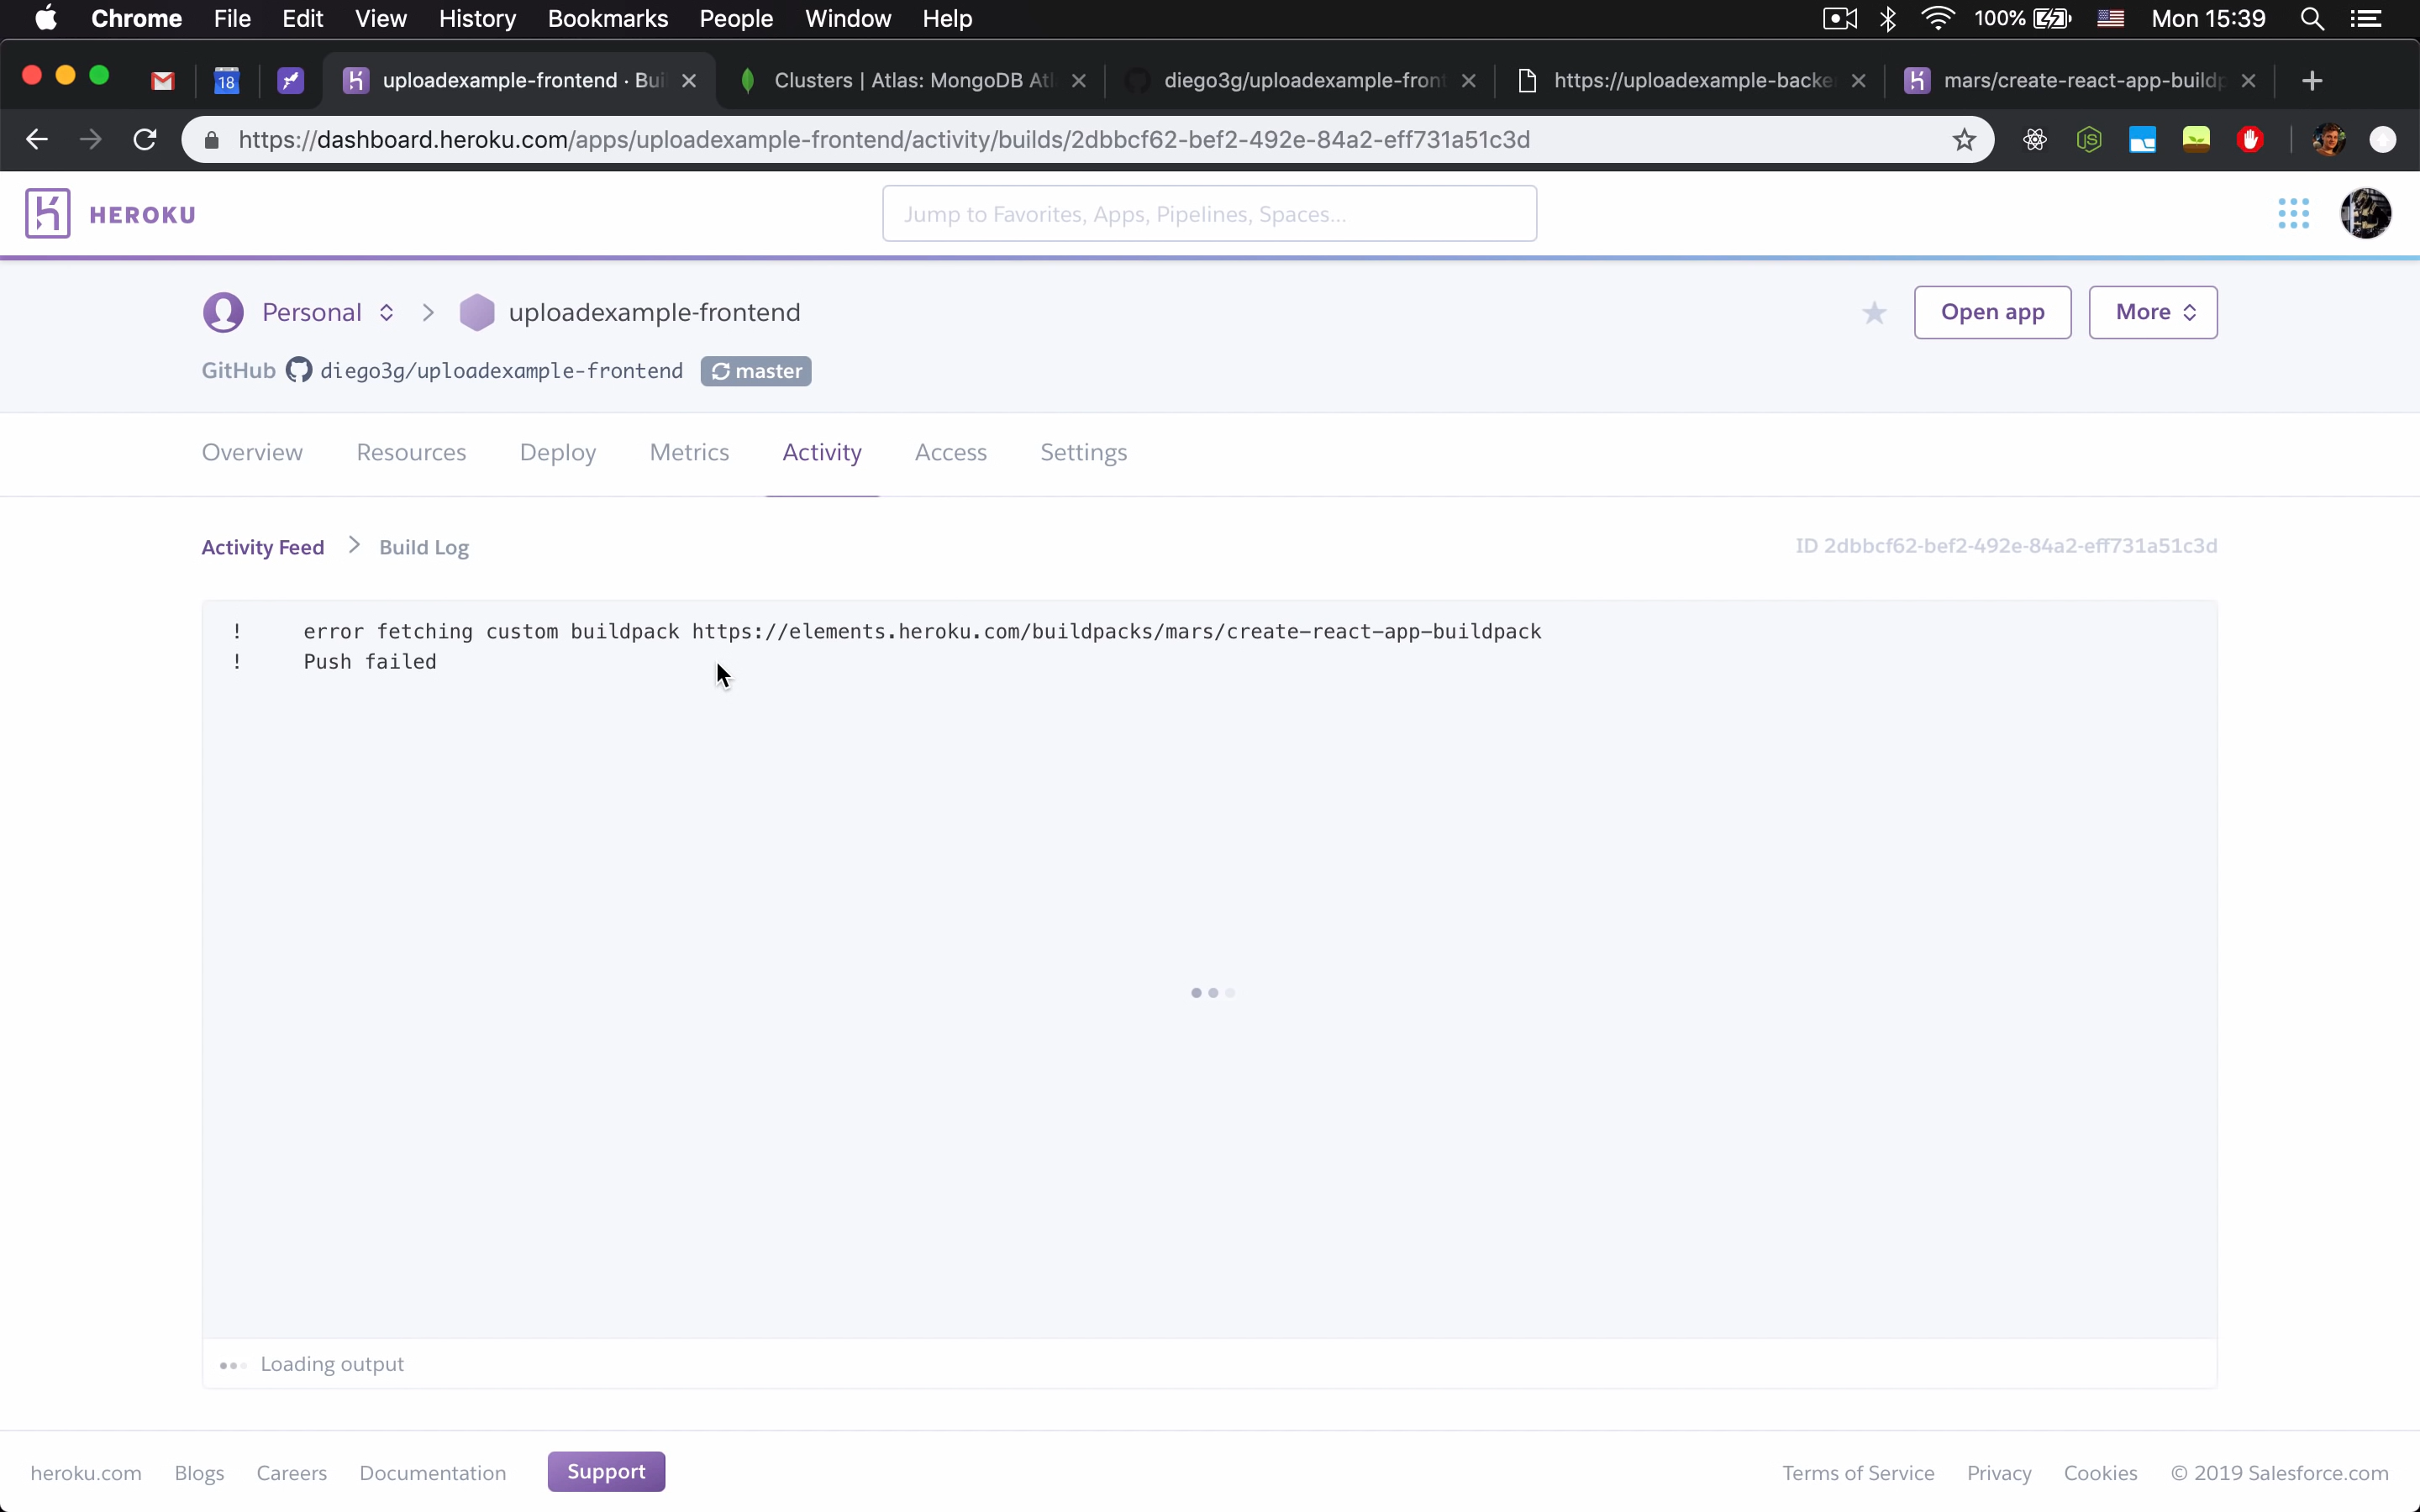 Chrome File Edit View History Bookmarks People Window Help 100% Mon 15:39
18 uploadexample-frontend · Bui Clusters | Atlas: MongoDB Atl diego3g/uploadexample-front https://uploadexample-backe mars/create-react-app-buildp
https://dashboard.heroku.com/apps/uploadexample-frontend/activity/builds/2dbbcf62-bef2-492e-84a2-eff731a51c3d
HEROKU Jump to Favorites, Apps, Pipelines, Spaces...
Personal uploadexample-frontend Open app More
GitHub diego3g/uploadexample-frontend master
Overview Resources Deploy Metrics Activity Access Settings
Activity Feed Build Log ID 2dbbcf62-bef2-492e-84a2-eff731a51c3d
! error fetching custom buildpack https://elements.heroku.com/buildpacks/mars/create-react-app-buildpack
! Push failed
Loading output
heroku.com Blogs Careers Documentation Support Terms of Service Privacy Cookies © 2019 Salesforce.com